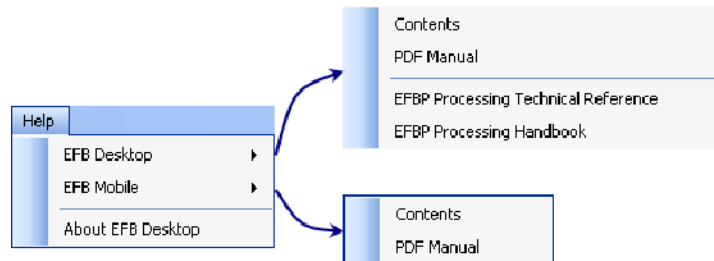 Help
EFB Desktop
EFB Mobile
About EFB Desktop
Contents
PDF Manual
EFBP Processing Technical Reference
EFBP Processing Handbook
Contents
PDF Manual